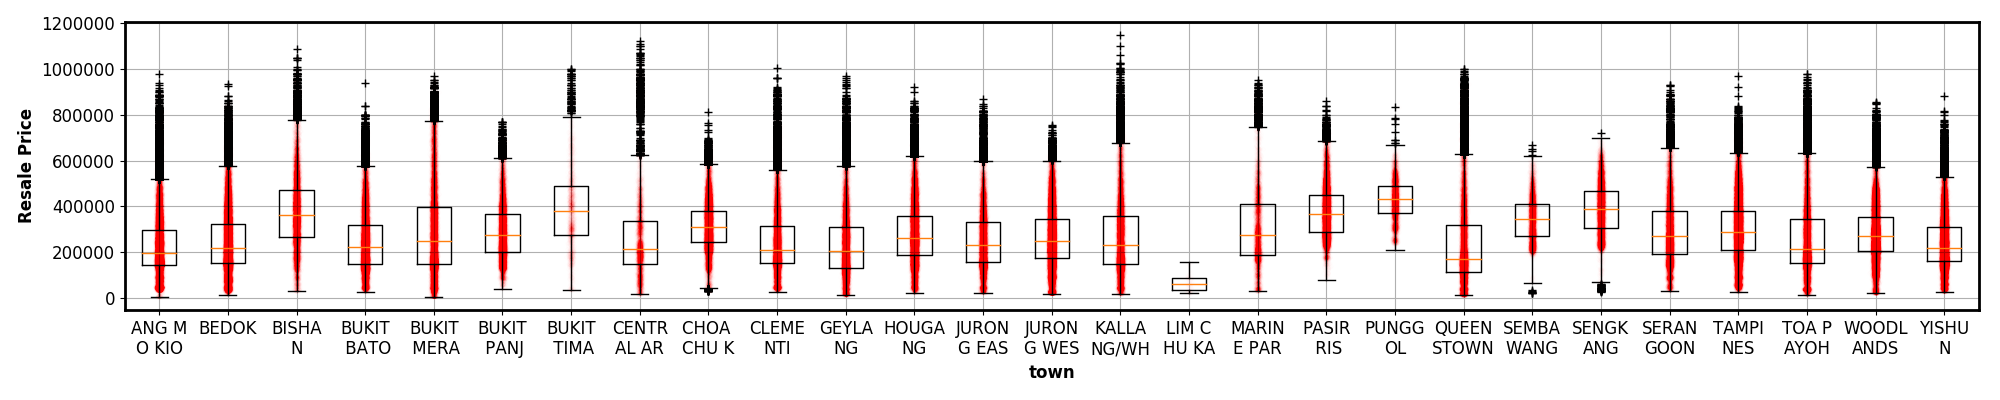 1200000
1000000
800000
600000
400000
200000
0
Resale Price
ANG M
O KIO
BEDOK
BISHA
N
BUKIT
BATO
BUKIT
MERA
BUKIT
PANJ
BUKIT
TIMA
CENTR
AL AR
CHOA
CHU K
CLEME
NTI
GEYLA
NG
HOUGA
NG
JURON
G EAS
JURON
G WES
KALLA
NG/WH
LIM C
HU KA
MARIN
E PAR
PASIR
RIS
PUNGG
OL
QUEEN
STOWN
SEMBA
WANG
SENGK
ANG
SERAN
GOON
TAMPI
NES
TOA P
AYOH
WOODL
ANDS
YISHU
N
town